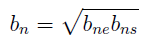 b_n = \sqrt{b_{ne} b_{ns}}